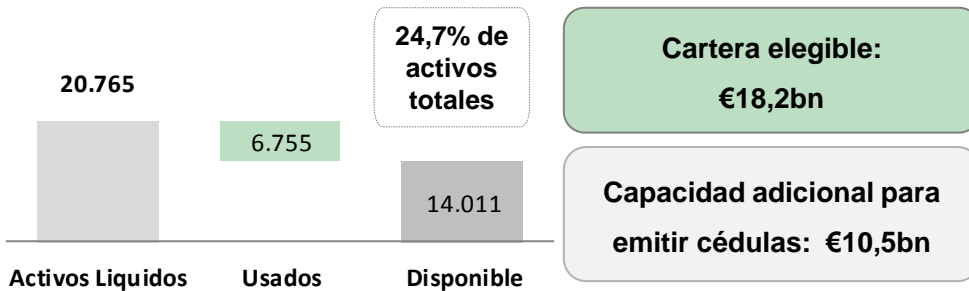 24,7% de
activos
totales
20.765
6.755
14.011
Activos Liquidos
Usados
Disponible
Cartera elegible:
€18,2bn
Capacidad adicional para
emitir cédulas: €10,5bn